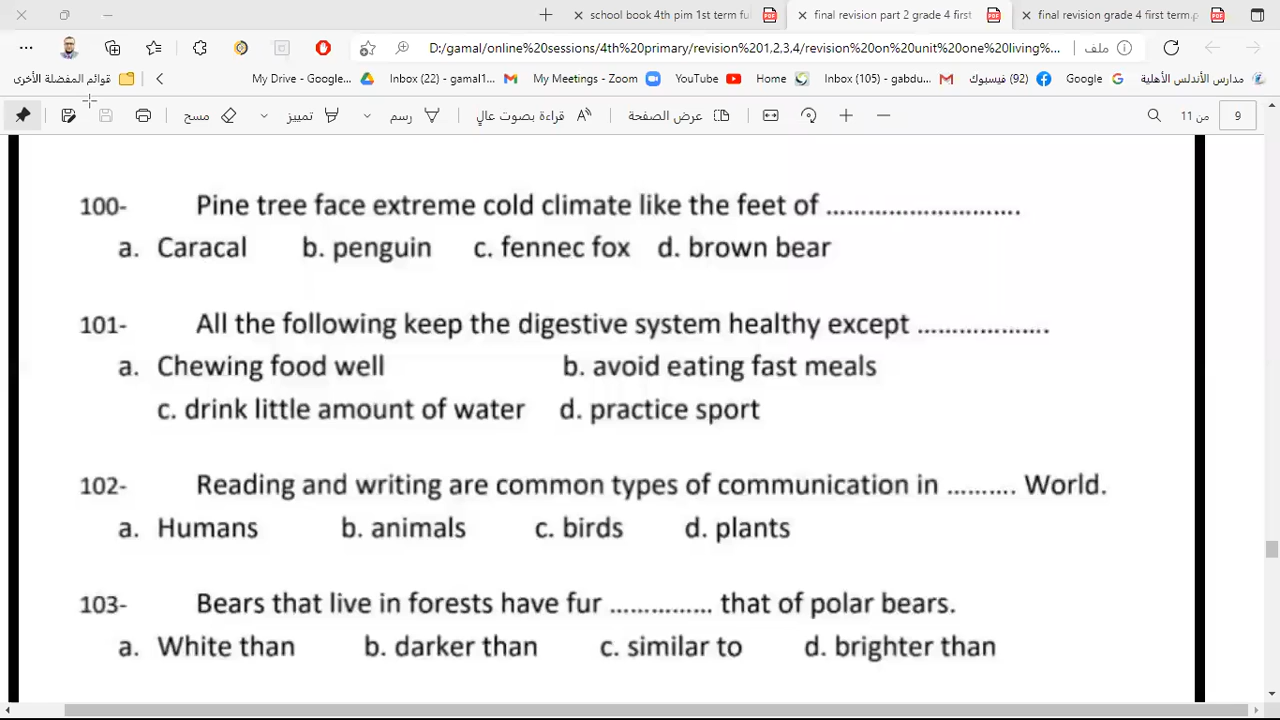 school book 4th pim 1st term ful
final revision part 2 grade 4 first
final revision grade 4 first term.p
D:/gamal/online%20sessions/4th%20primary/revision%201,2,3,4/revision%20on%20unit%20one%20living%...
ملف
قوائم المفضلة الأخرى
My Drive - Google...
Inbox (22) - gamal1...
My Meetings - Zoom
YouTube
Home
Inbox (105) - gabdu...
(92) فيسبوك
Google
مدارس الأندلس الأهلية
مسح
تمييز
رسم
قراءة بصوت عالٍ
عرض الصفحة
من 11
9
100- Pine tree face extreme cold climate like the feet of ............................
a. Caracal b. penguin c. fennec fox d. brown bear
101- All the following keep the digestive system healthy except ...................
a. Chewing food well b. avoid eating fast meals
c. drink little amount of water d. practice sport
102- Reading and writing are common types of communication in .......... World.
a. Humans b. animals c. birds d. plants
103- Bears that live in forests have fur ............... that of polar bears.
a. White than b. darker than c. similar to d. brighter than